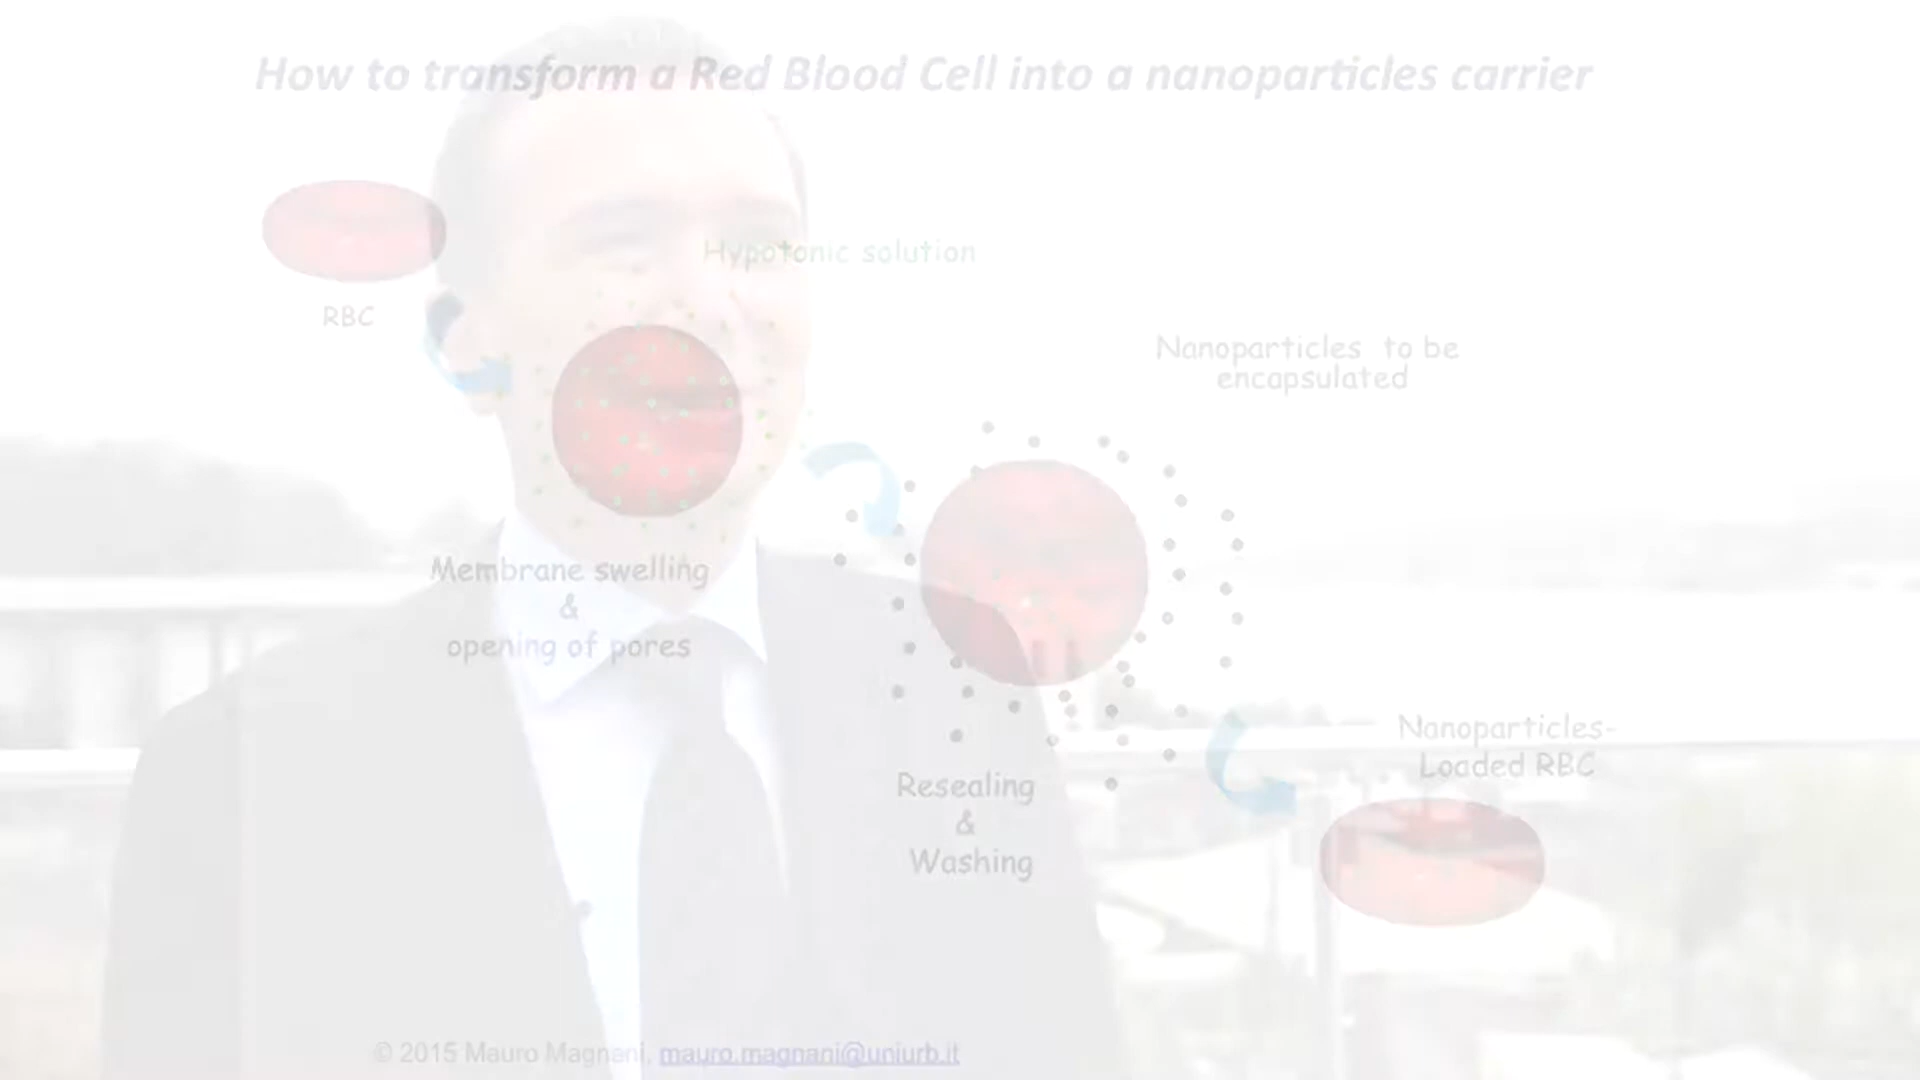 How to transform a Red Blood Cell into a nanoparticles carrier
Hypotonic solution
RBC
Nanoparticles to be
encapsulated
Membrane swelling
&
opening of pores
Nanoparticles-
Loaded RBC
Resealing
&
Washing
© 2015 Mauro Magnani, mauro.magnani@uniurb.it